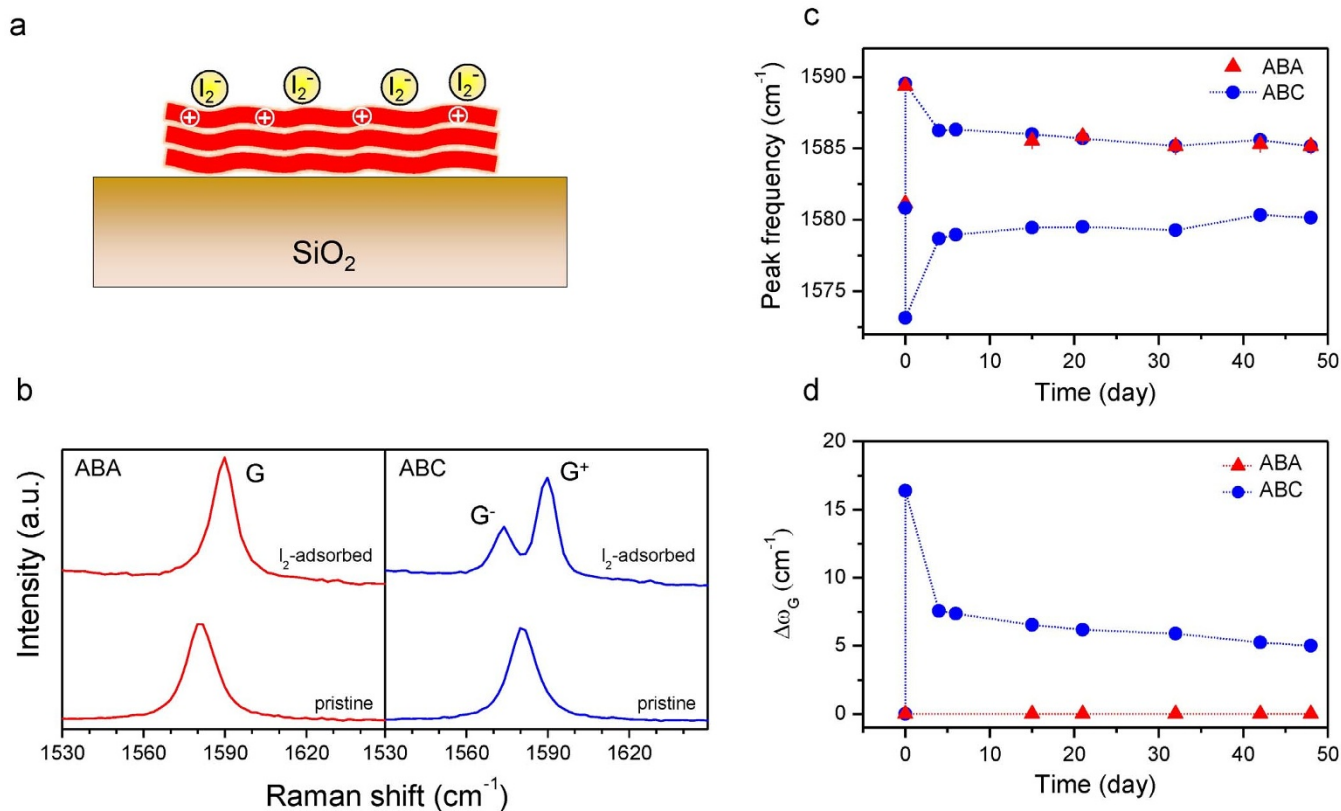 a
I₂⁻ I₂⁻ I₂⁻ I₂⁻
+ + + +
SiO₂
b
ABA G I₂-adsorbed pristine
ABC G⁻ G⁺ I₂-adsorbed pristine
Intensity (a.u.)
1530 1560 1590 1620 1530 1560 1590 1620
Raman shift (cm⁻¹)
c
ABA
ABC
Peak frequency (cm⁻¹)
1590
1585
1580
1575
0 10 20 30 40 50
Time (day)
d
ABA
ABC
Δω_G (cm⁻¹)
20
15
10
5
0
0 10 20 30 40 50
Time (day)